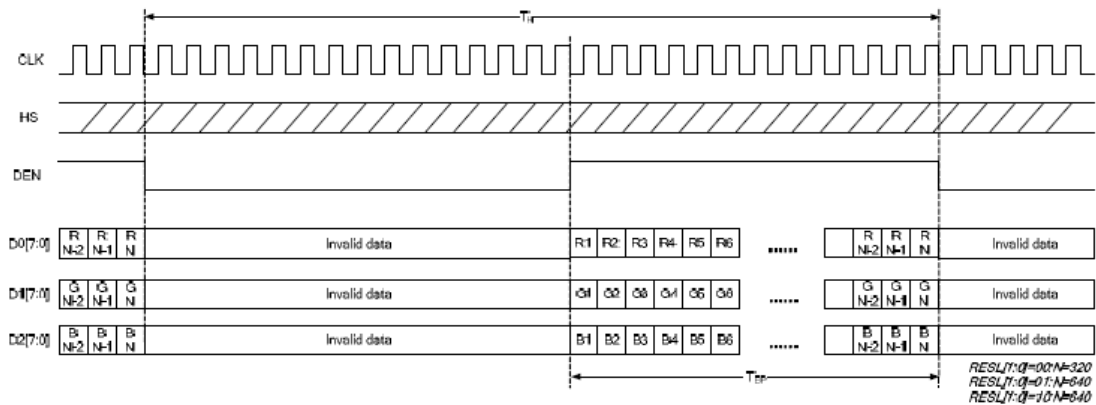 TH
CLK
HS
DEN
D0[7:0] R N-2 R N-1 R N Invalid data R1 R2 R3 R4 R5 R6 ...... R N-2 R N-1 R N Invalid data
D1[7:0] G N-2 G N-1 G N Invalid data G1 G2 G3 G4 G5 G6 ...... G N-2 G N-1 G N Invalid data
D2[7:0] B N-2 B N-1 B N Invalid data B1 B2 B3 B4 B5 B6 ...... B N-2 B N-1 B N Invalid data
TEP
RESL[1:0]=00:N=320
RESL[1:0]=01:N=640
RESL[1:0]=10:N=640